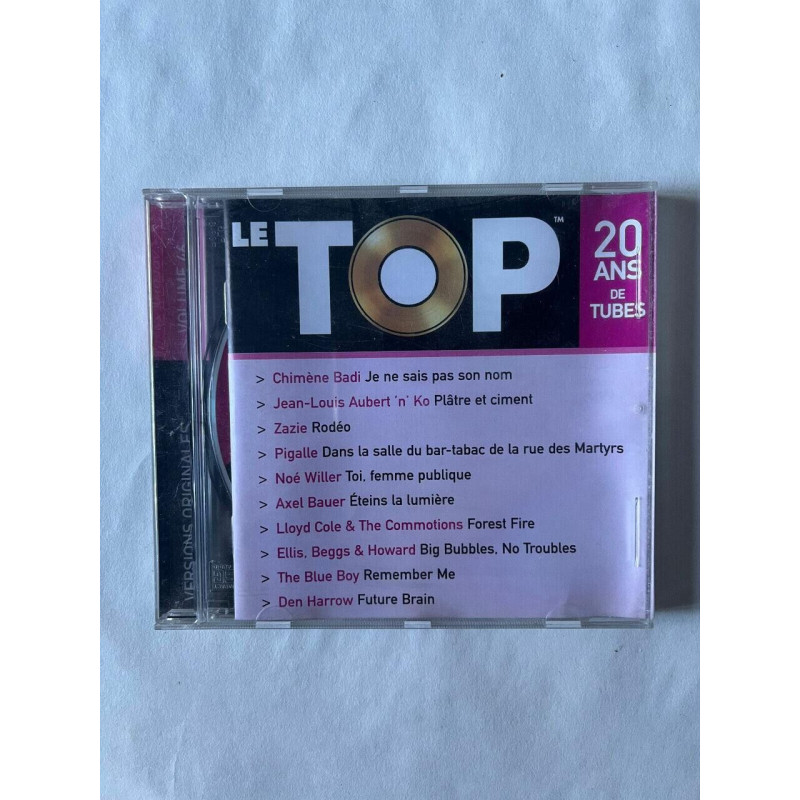 LE TOP™
20
ANS
DE
TUBES
> Chimène Badi Je ne sais pas son nom
> Jean-Louis Aubert 'n' Ko Plâtre et ciment
> Zazie Rodéo
> Pigalle Dans la salle du bar-tabac de la rue des Martyrs
> Noé Willer Toi, femme publique
> Axel Bauer Éteins la lumière
> Lloyd Cole & The Commotions Forest Fire
> Ellis, Beggs & Howard Big Bubbles, No Troubles
> The Blue Boy Remember Me
> Den Harrow Future Brain
VERSIONS ORIGINALES
VOLUME